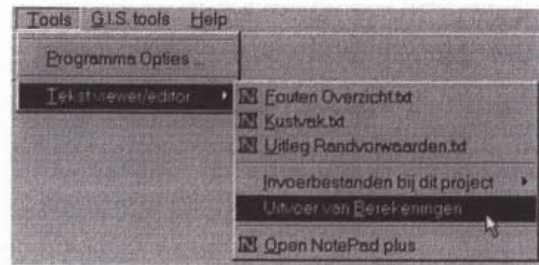 Tools G.I.S. tools Help
Programma Opties ...
Tekstviewer/editor
Fouten Overzicht.txt
Kustvak.txt
Uitleg Randvorwaarden.txt
Invoerbestanden bij dit project
Uitvoer van Berekeningen
Open NotePad plus